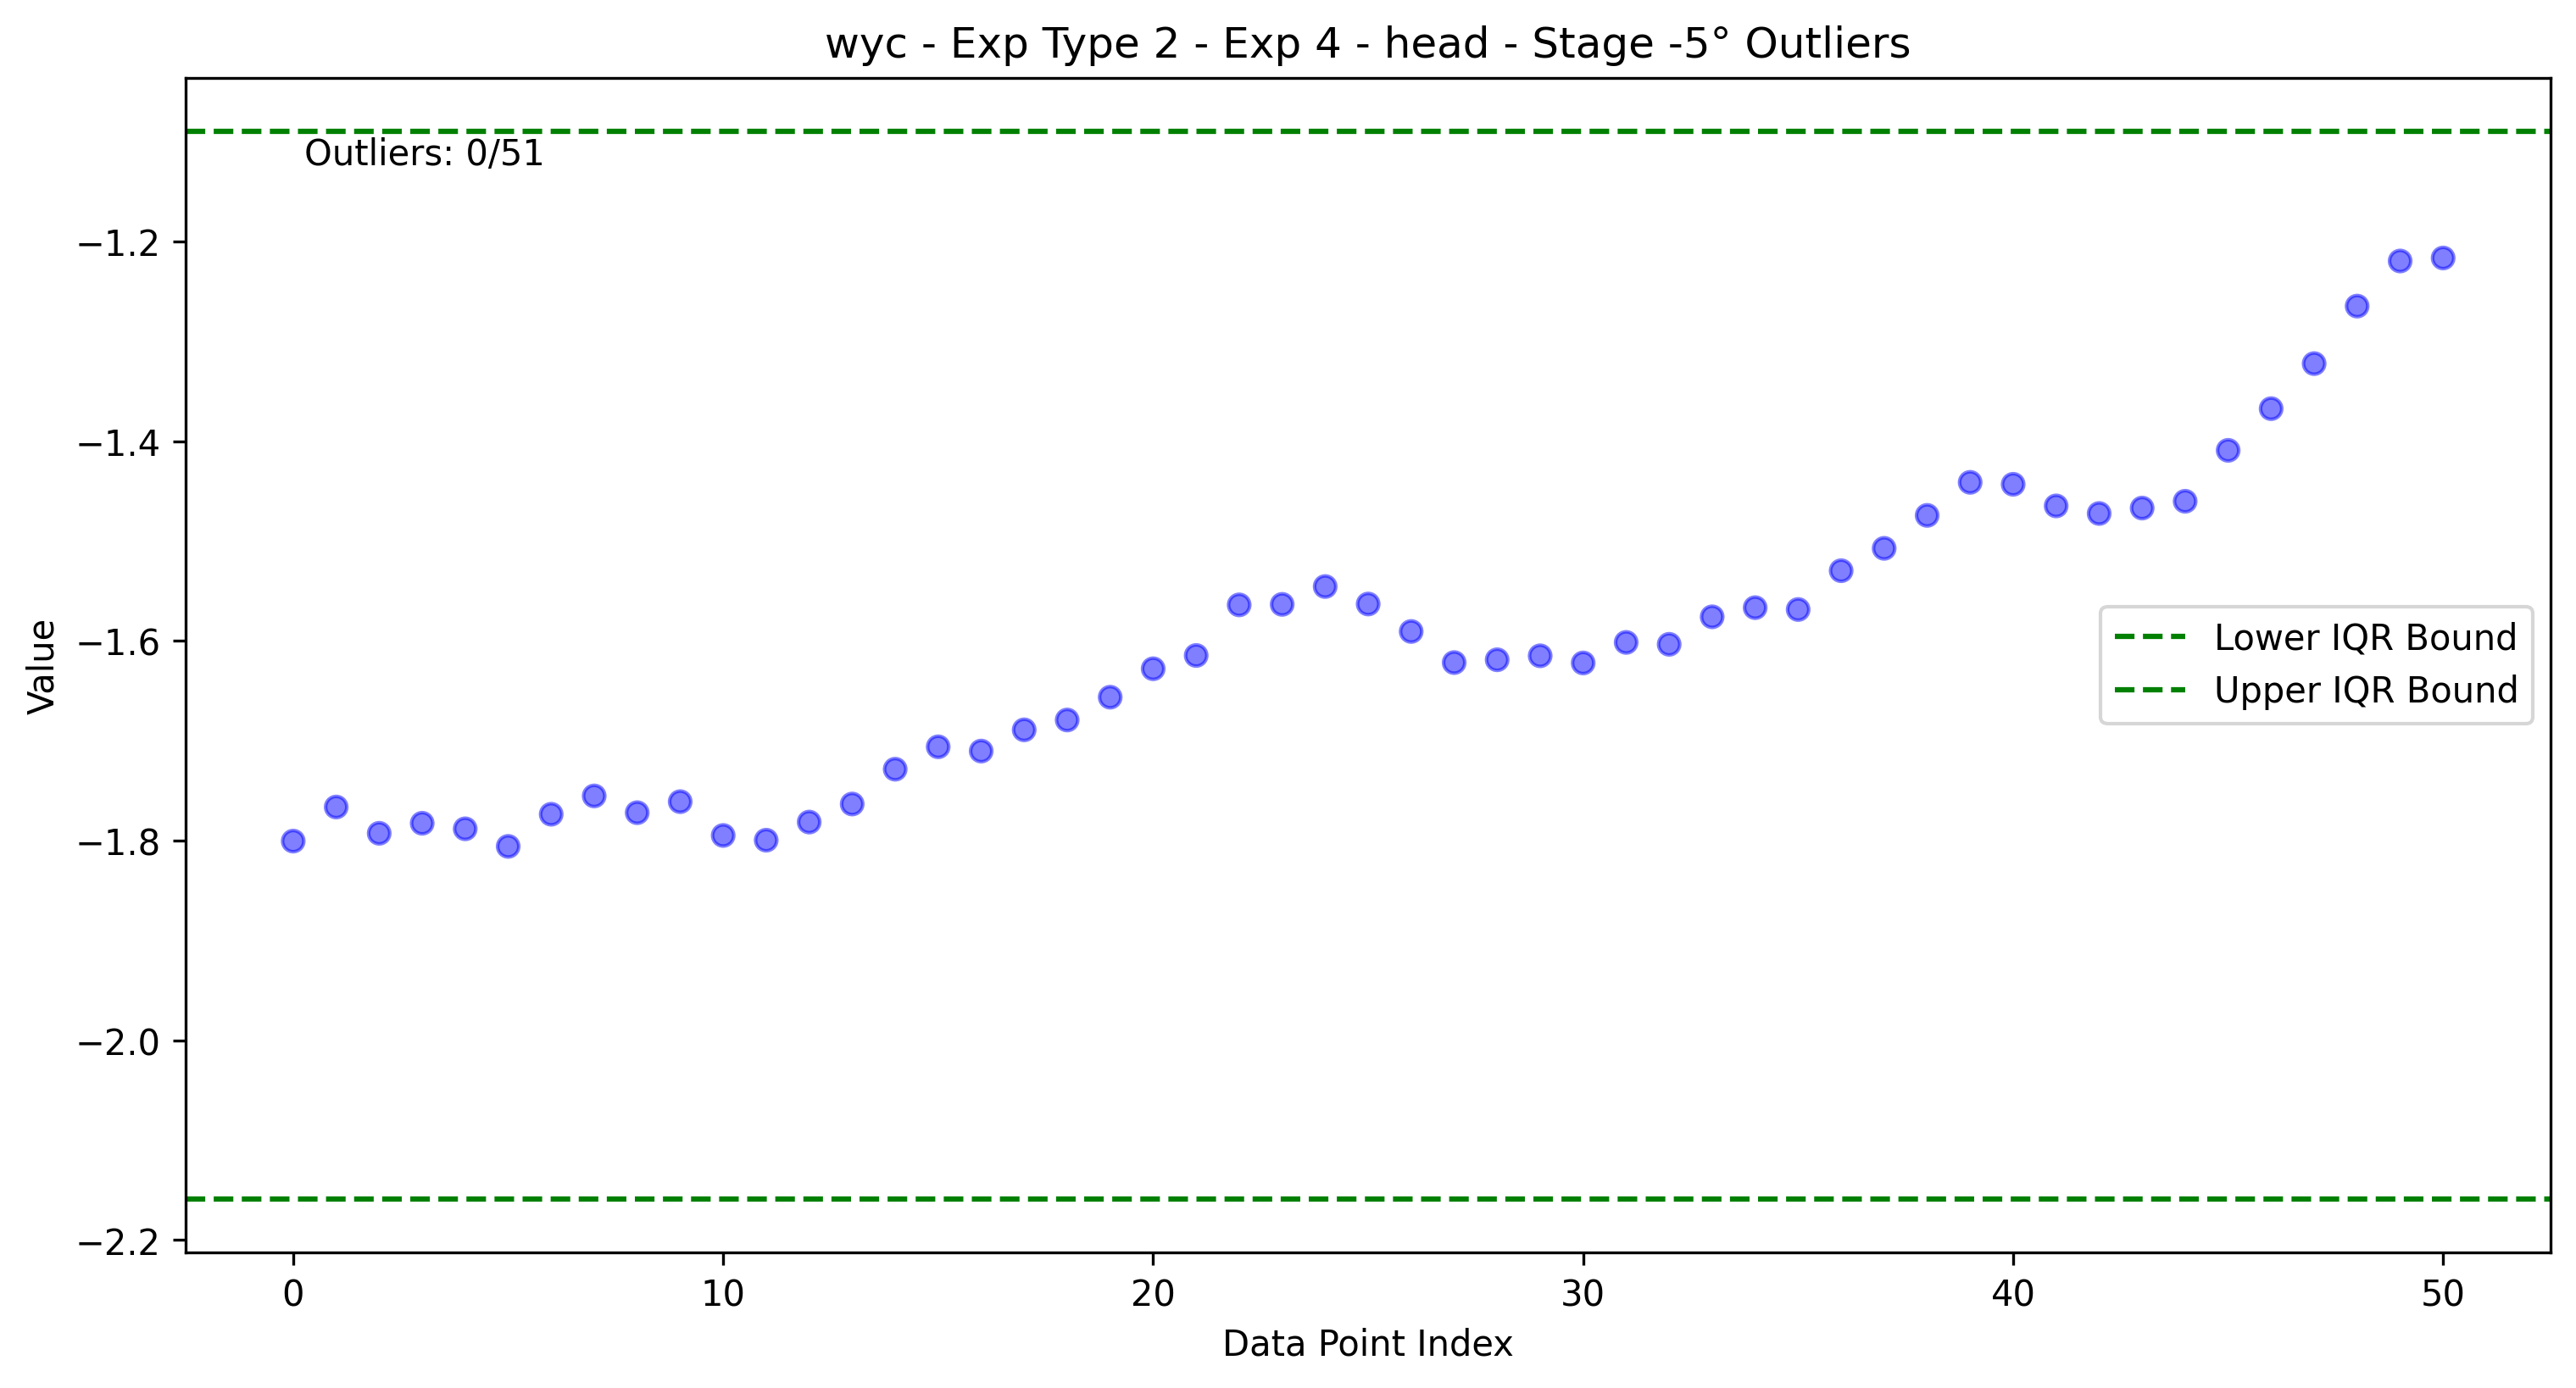 wyc - Exp Type 2 - Exp 4 - head - Stage -5° Outliers
Outliers: 0/51
−1.2
−1.4
−1.6
−1.8
−2.0
−2.2
Value
Lower IQR Bound
Upper IQR Bound
0 10 20 30 40 50
Data Point Index